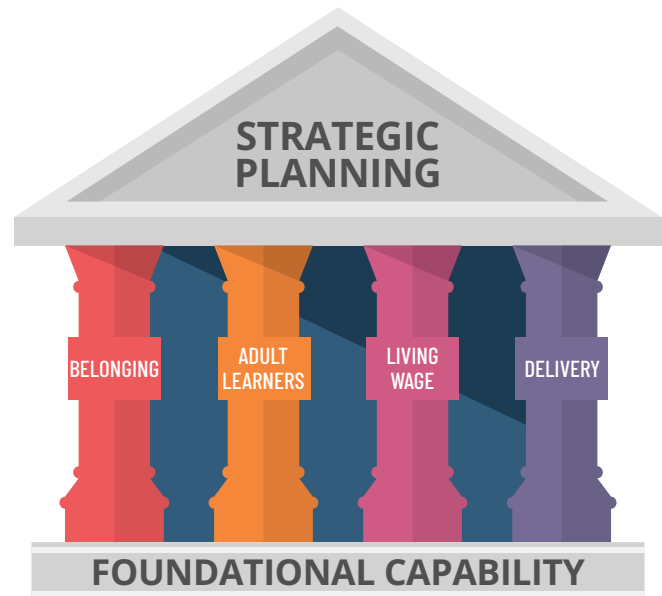 STRATEGIC
PLANNING
BELONGING
ADULT
LEARNERS
LIVING
WAGE
DELIVERY
FOUNDATIONAL CAPABILITY